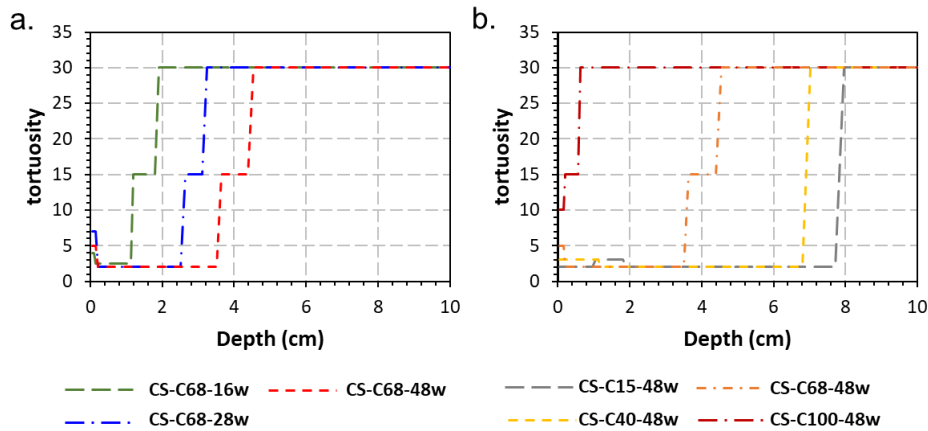 a.
35
30
25
20
15
10
5
0
tortuosity
0 2 4 6 8 10
Depth (cm)
CS-C68-16w CS-C68-48w
CS-C68-28w
b.
35
30
25
20
15
10
5
0
tortuosity
0 2 4 6 8 10
Depth (cm)
CS-C15-48w CS-C68-48w
CS-C40-48w CS-C100-48w